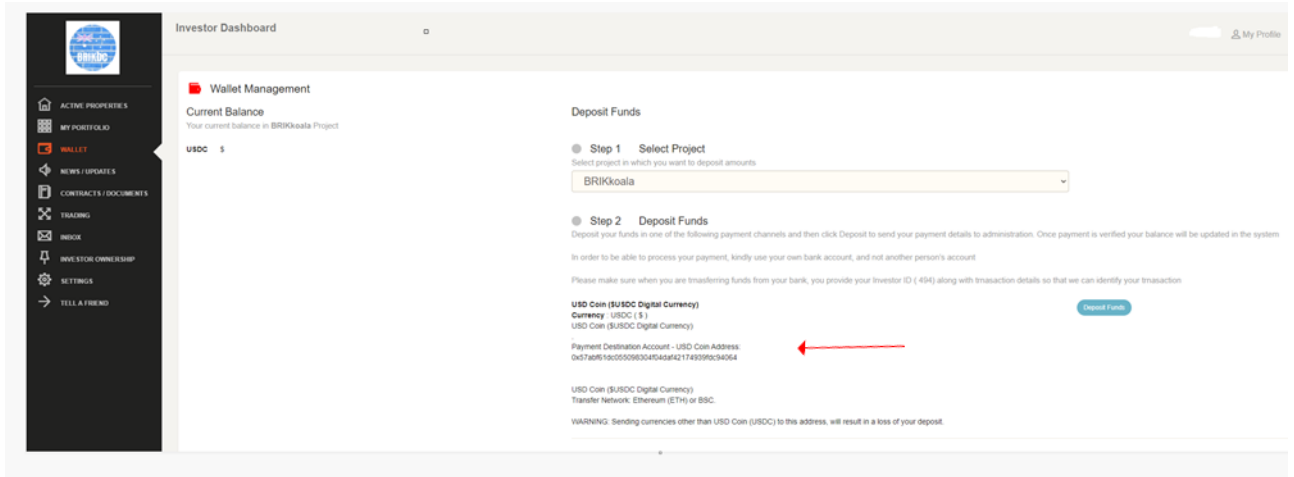 BRIKbc
Investor Dashboard
My Profile
ACTIVE PROPERTIES
MY PORTFOLIO
WALLET
NEWS / UPDATES
CONTRACTS / DOCUMENTS
TRADING
INBOX
INVESTOR OWNERSHIP
SETTINGS
TELL A FRIEND
Wallet Management
Current Balance
Your current balance in BRIKkoala Project
USDC $
Deposit Funds
Step 1 Select Project
Select project in which you want to deposit amounts
BRIKkoala
Step 2 Deposit Funds
Deposit your funds in one of the following payment channels and then click Deposit to send your payment details to administration. Once payment is verified your balance will be updated in the system
In order to be able to process your payment, kindly use your own bank account, and not another person's account
Please make sure when you are tmasferring funds from your bank, you provide your Investor ID ( 494) along with tmasaction details so that we can identify your tmasaction
USD Coin ($USDC Digital Currency)
Currency : USDC ( $ )
USD Coin ($USDC Digital Currency)
Deposit Funds
Payment Destination Account - USD Coin Address:
USD Coin ($USDC Digital Currency)
Transfer Network: Ethereum (ETH) or BSC.
WARNING: Sending currencies other than USD Coin (USDC) to this address, will result in a loss of your deposit.